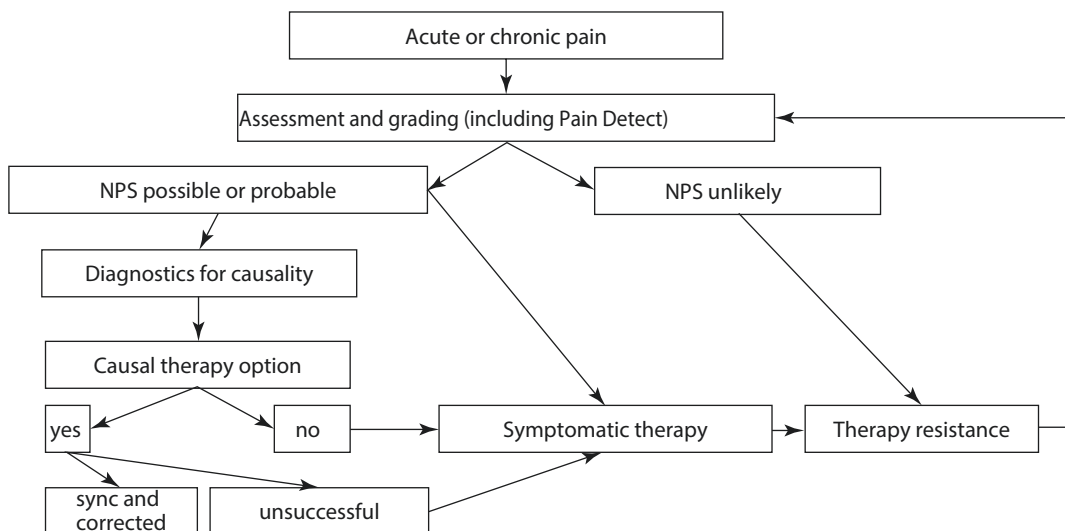 Acute or chronic pain
Assessment and grading (including Pain Detect)
NPS possible or probable
NPS unlikely
Diagnostics for causality
Causal therapy option
yes
no
Symptomatic therapy
Therapy resistance
sync and
corrected
unsuccessful